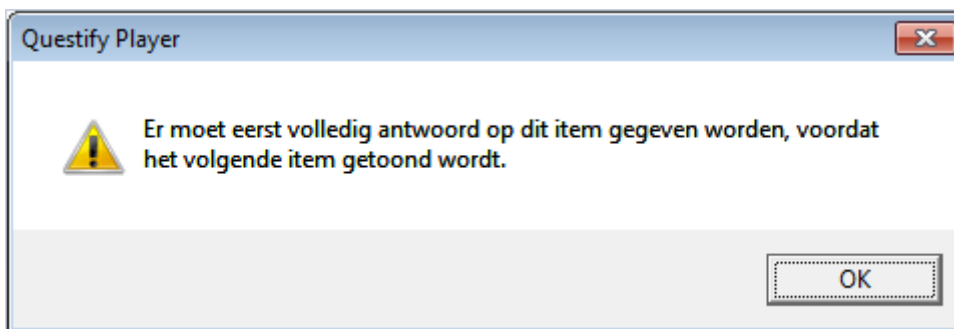 Questify Player
Er moet eerst volledig antwoord op dit item gegeven worden, voordat
het volgende item getoond wordt.
OK